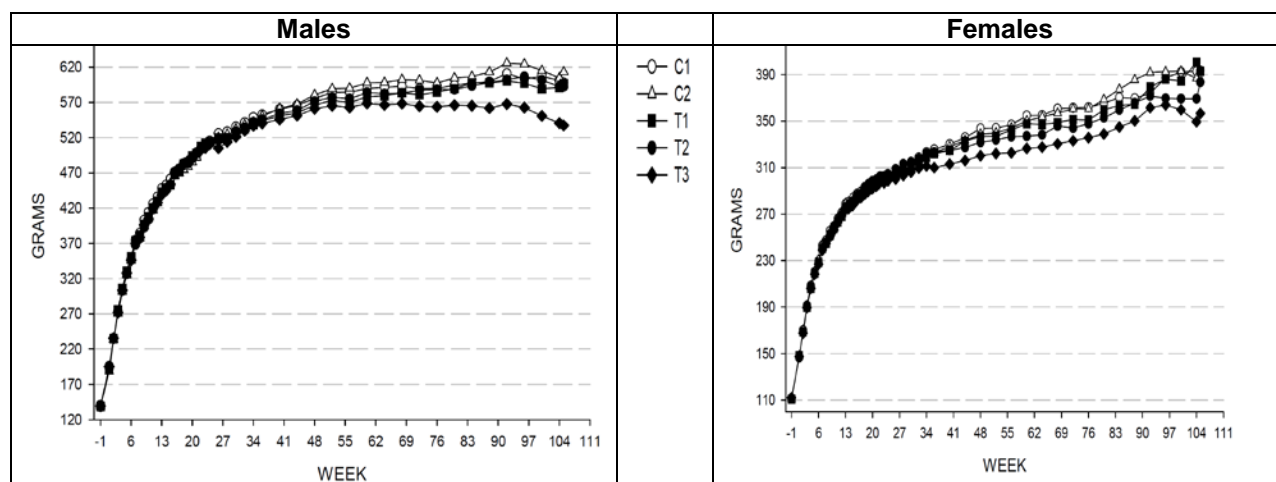 Males
Females
GRAMS
620
570
520
470
420
370
320
270
220
170
120
-1 6 13 20 27 34 41 48 55 62 69 76 83 90 97 104 111
WEEK
C1
C2
T1
T2
T3
GRAMS
390
350
310
270
230
190
150
110
-1 6 13 20 27 34 41 48 55 62 69 76 83 90 97 104 111
WEEK